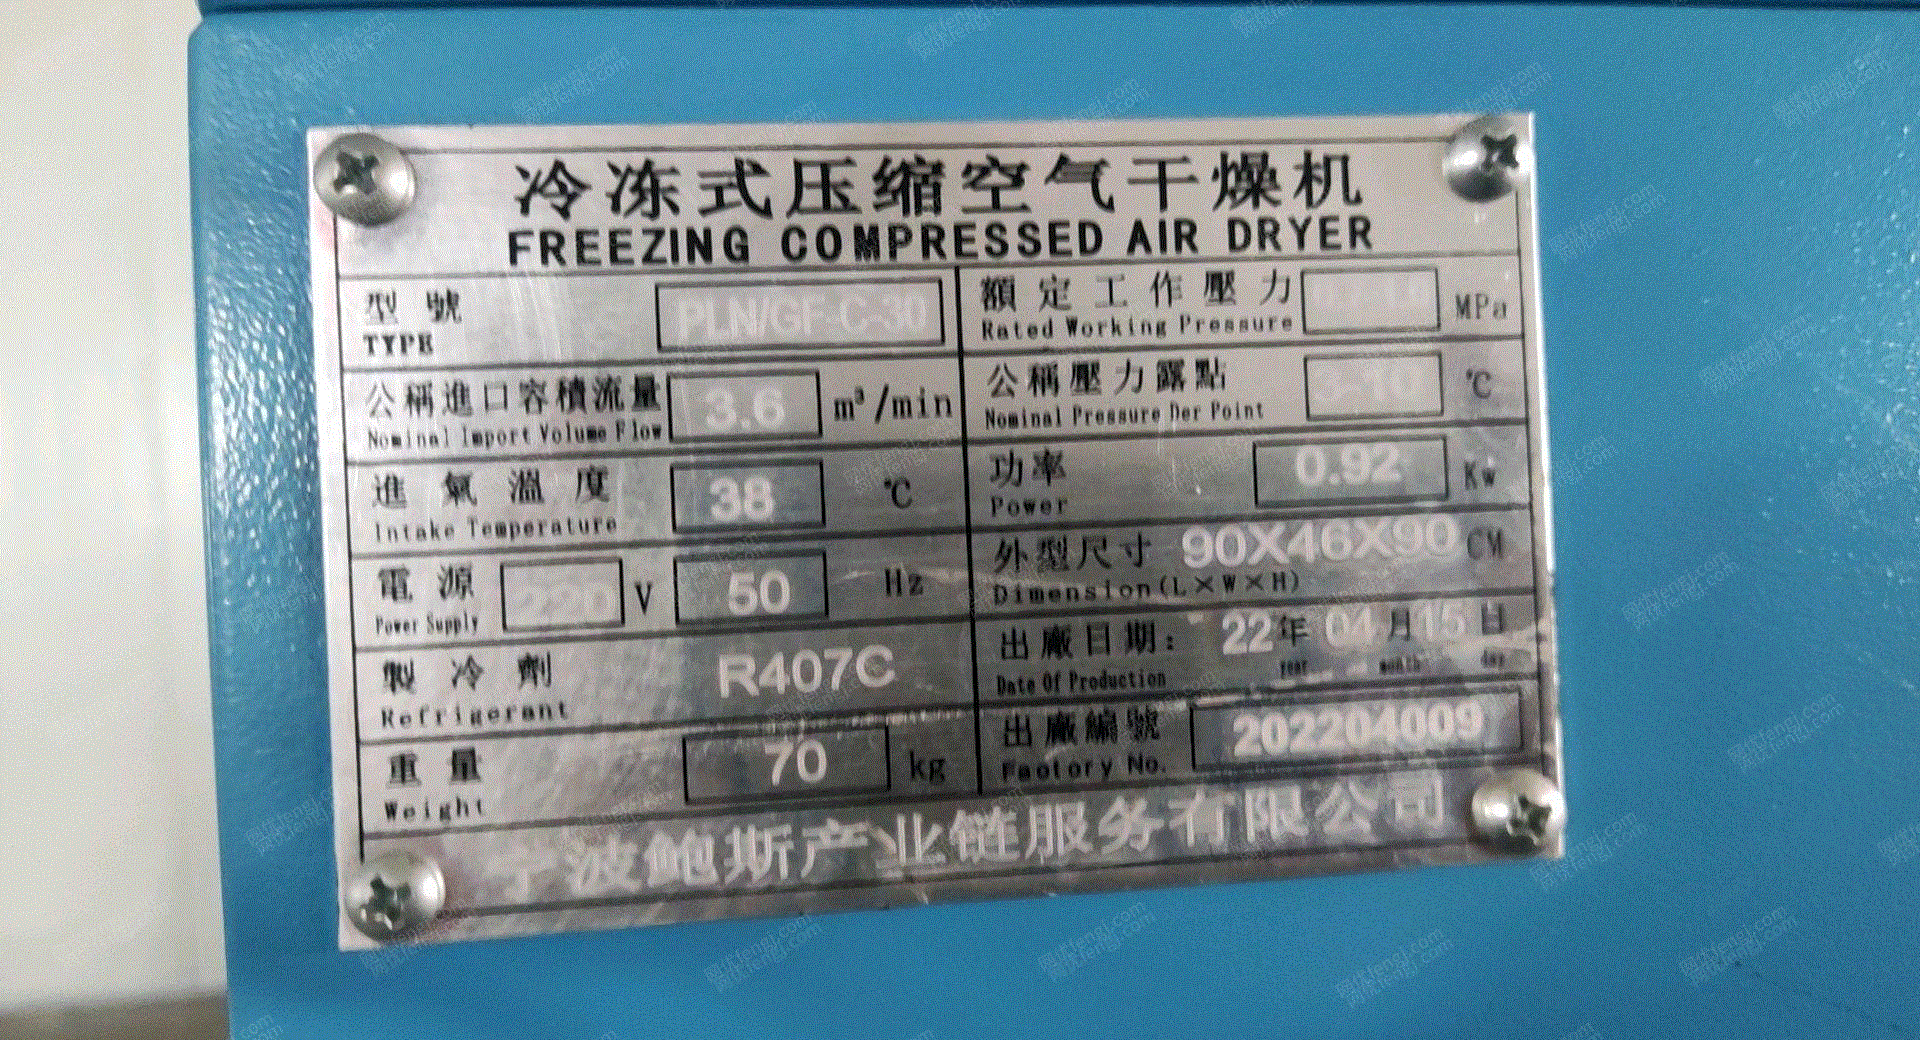 冷冻式压缩空气干燥机
FREEZING COMPRESSED AIR DRYER
型號 PLN/GF-C-30
TYPE
公稱進口容積流量 3.6 m³/min
Nominal Import Volume Flow
進氣溫度 38 ℃
Intake Temperature
電源 220 V 50 Hz
Power Supply
製冷劑 R407C
Refrigerant
重量 70 kg
Weight
額定工作壓力 MPa
Rated Working Pressure
公稱壓力露點 ℃
Nominal Pressure Der Point
功率 0.92 Kw
Power
外型尺寸 90X46X90 CM
Dimension(L×W×H)
出廠日期: 22年04月15日
Date Of Production year month day
出廠編號 202204009
Factory No.
宁波鲍斯产业链服务有限公司